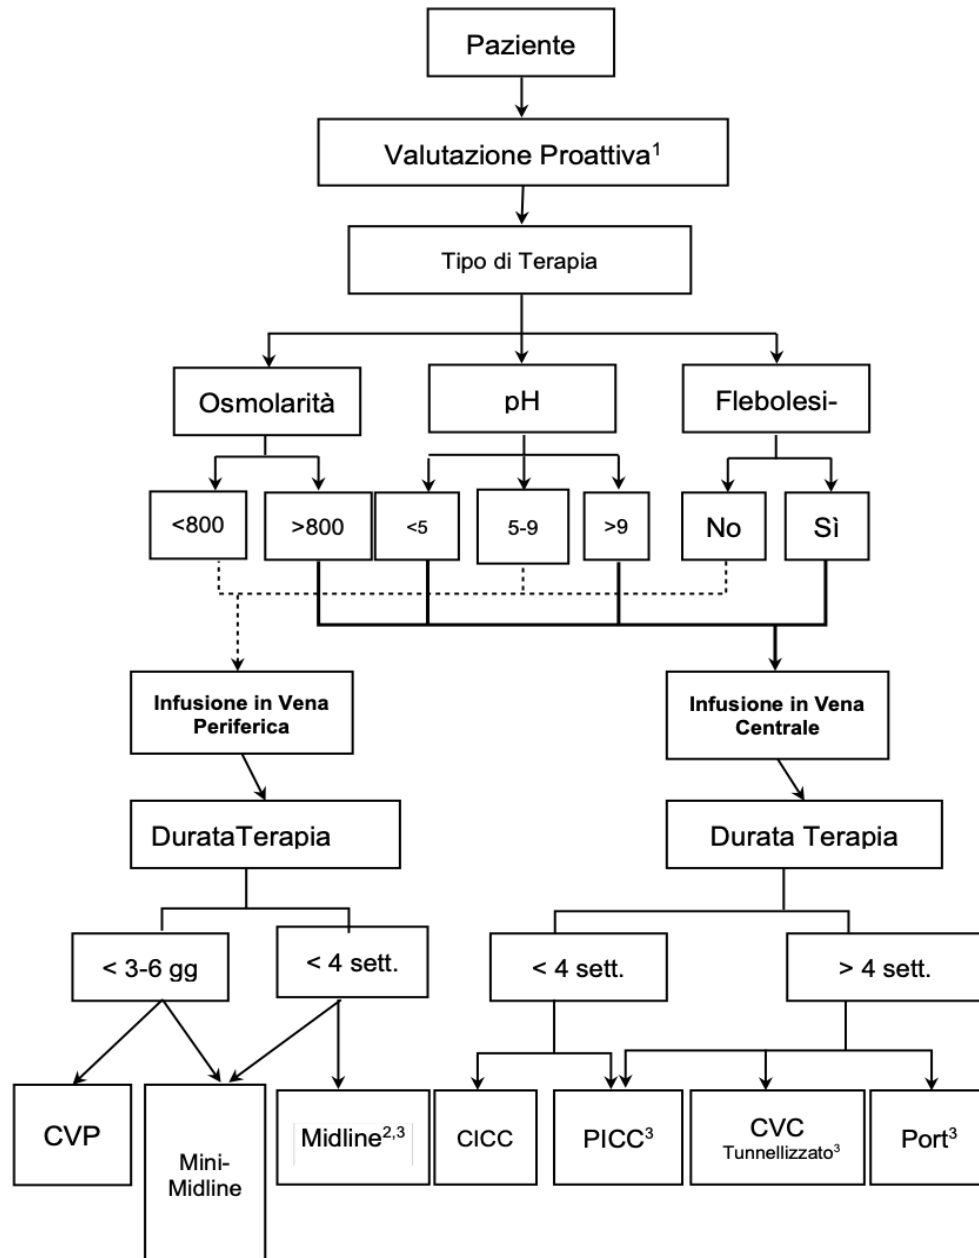 Paziente
Valutazione Proattiva¹
Tipo di Terapia
Osmolarità
pH
Flebolesi-
<800
>800
<5
5-9
>9
No
Sì
Infusione in Vena
Periferica
Infusione in Vena
Centrale
DurataTerapia
Durata Terapia
< 3-6 gg
< 4 sett.
< 4 sett.
> 4 sett.
CVP
Mini-
Midline
Midline²,³
CICC
PICC³
CVC
Tunnellizzato³
Port³